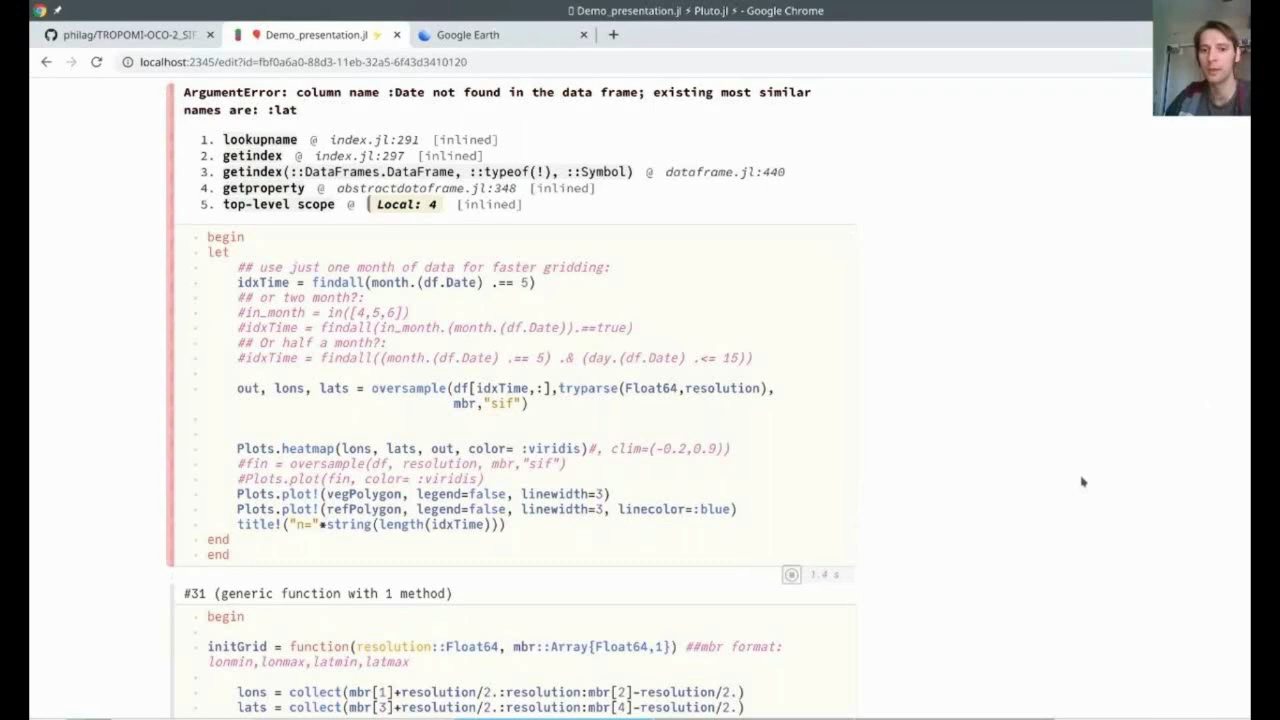 Demo_presentation.jl ⚡ Pluto.jl ⚡ - Google Chrome
philag/TROPOMI-OCO-2_SI
Demo_presentation.jl ⚡
Google Earth
localhost:2345/edit?id=fbf0a6a0-88d3-11eb-32a5-6f43d3410120
ArgumentError: column name :Date not found in the data frame; existing most similar
names are: :lat
1. lookupname @ index.jl:291 [inlined]
2. getindex @ index.jl:297 [inlined]
3. getindex(::DataFrames.DataFrame, ::typeof(!), ::Symbol) @ dataframe.jl:440
4. getproperty @ abstractdataframe.jl:348 [inlined]
5. top-level scope @ Local: 4 [inlined]
begin
let
## use just one month of data for faster gridding:
idxTime = findall(month.(df.Date) .== 5)
## or two month?:
#in_month = in([4,5,6])
#idxTime = findall(in_month.(month.(df.Date)).==true)
## Or half a month?:
#idxTime = findall((month.(df.Date) .== 5) .& (day.(df.Date) .<= 15))
out, lons, lats = oversample(df[idxTime,:],tryparse(Float64,resolution),
mbr,"sif")
Plots.heatmap(lons, lats, out, color= :viridis)#, clim=(-0.2,0.9))
#fin = oversample(df, resolution, mbr,"sif")
#Plots.plot(fin, color= :viridis)
Plots.plot!(vegPolygon, legend=false, linewidth=3)
Plots.plot!(refPolygon, legend=false, linewidth=3, linecolor=:blue)
title!("n="*string(length(idxTime)))
end
end
1.4 s
#31 (generic function with 1 method)
begin
initGrid = function(resolution::Float64, mbr::Array{Float64,1}) ##mbr format:
lonmin,lonmax,latmin,latmax
lons = collect(mbr[1]+resolution/2.:resolution:mbr[2]-resolution/2.)
lats = collect(mbr[3]+resolution/2.:resolution:mbr[4]-resolution/2.)